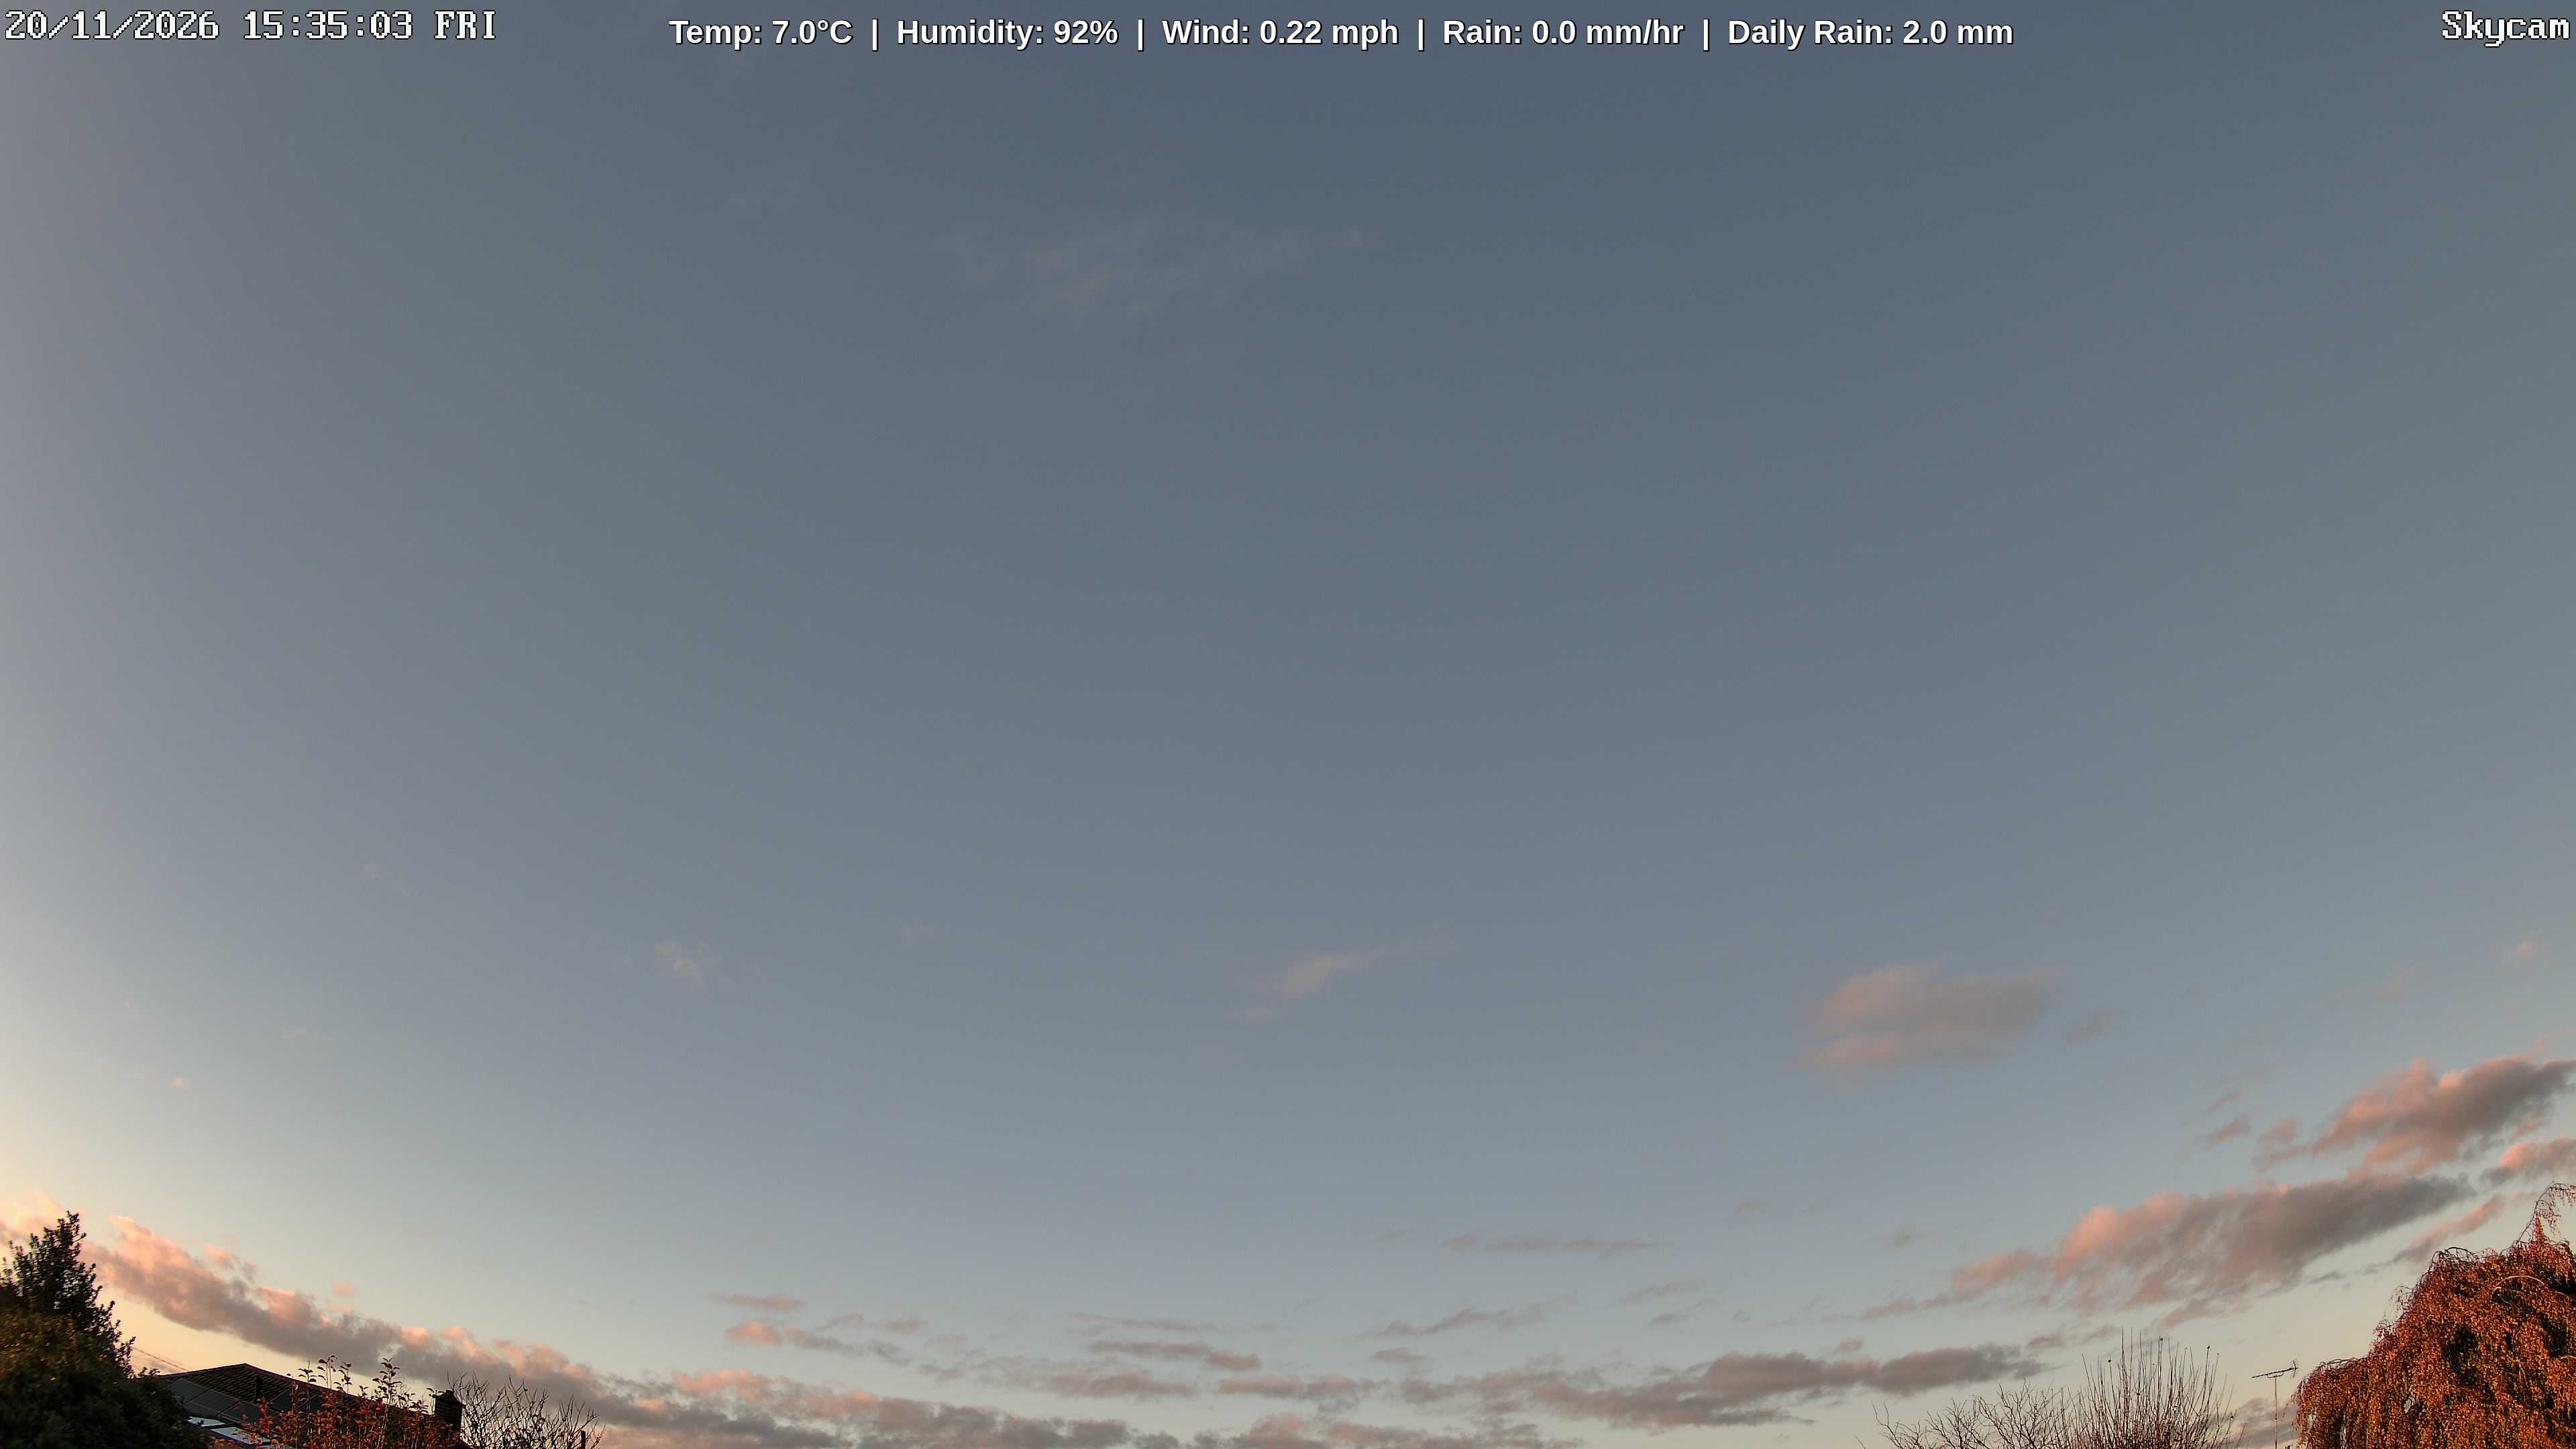 20/11/2026 15:35:03 FRI
Temp: 7.0°C | Humidity: 92% | Wind: 0.22 mph | Rain: 0.0 mm/hr | Daily Rain: 2.0 mm
Skycam